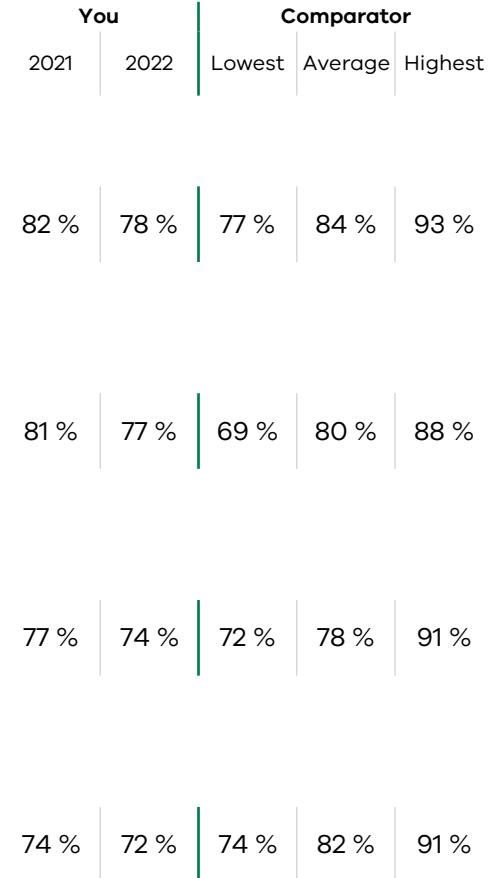 You Comparator
2021 2022 Lowest Average Highest
82 % 78 % 77 % 84 % 93 %
81 % 77 % 69 % 80 % 88 %
77 % 74 % 72 % 78 % 91 %
74 % 72 % 74 % 82 % 91 %